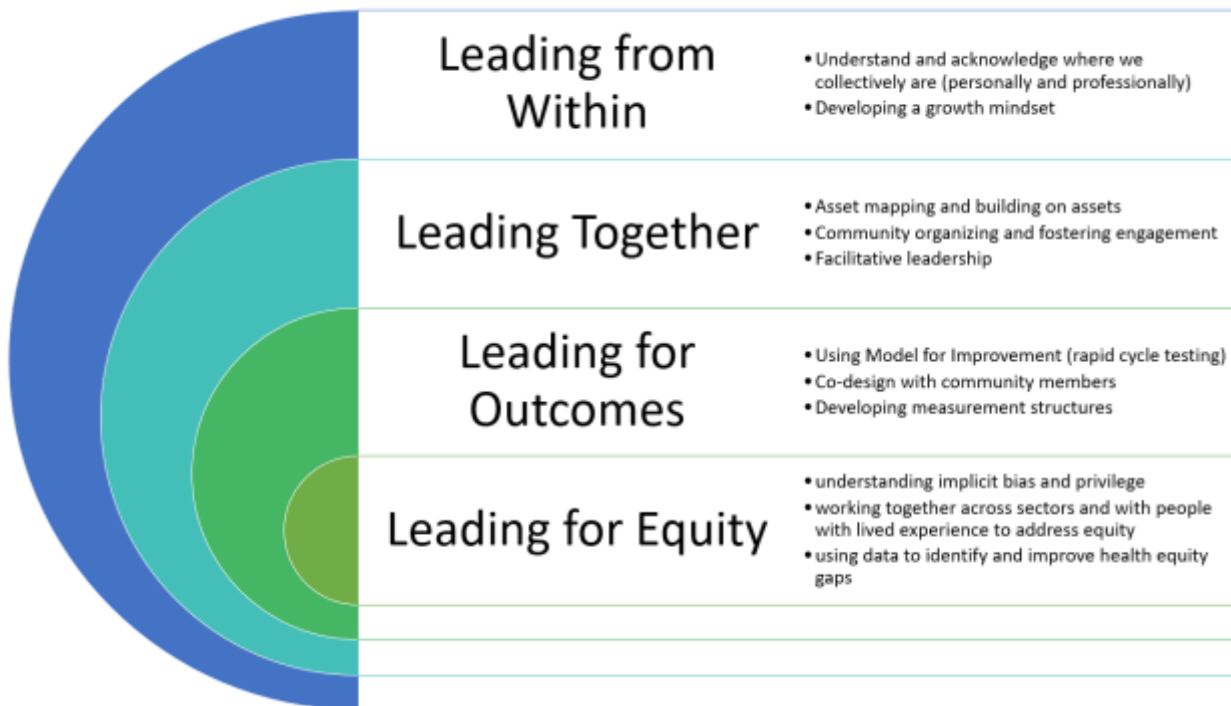 Leading from
Within
• Understand and acknowledge where we
collectively are (personally and professionally)
• Developing a growth mindset
Leading Together
• Asset mapping and building on assets
• Community organizing and fostering engagement
• Facilitative leadership
Leading for
Outcomes
• Using Model for Improvement (rapid cycle testing)
• Co-design with community members
• Developing measurement structures
Leading for Equity
• understanding implicit bias and privilege
• working together across sectors and with people
with lived experience to address equity
• using data to identify and improve health equity
gaps